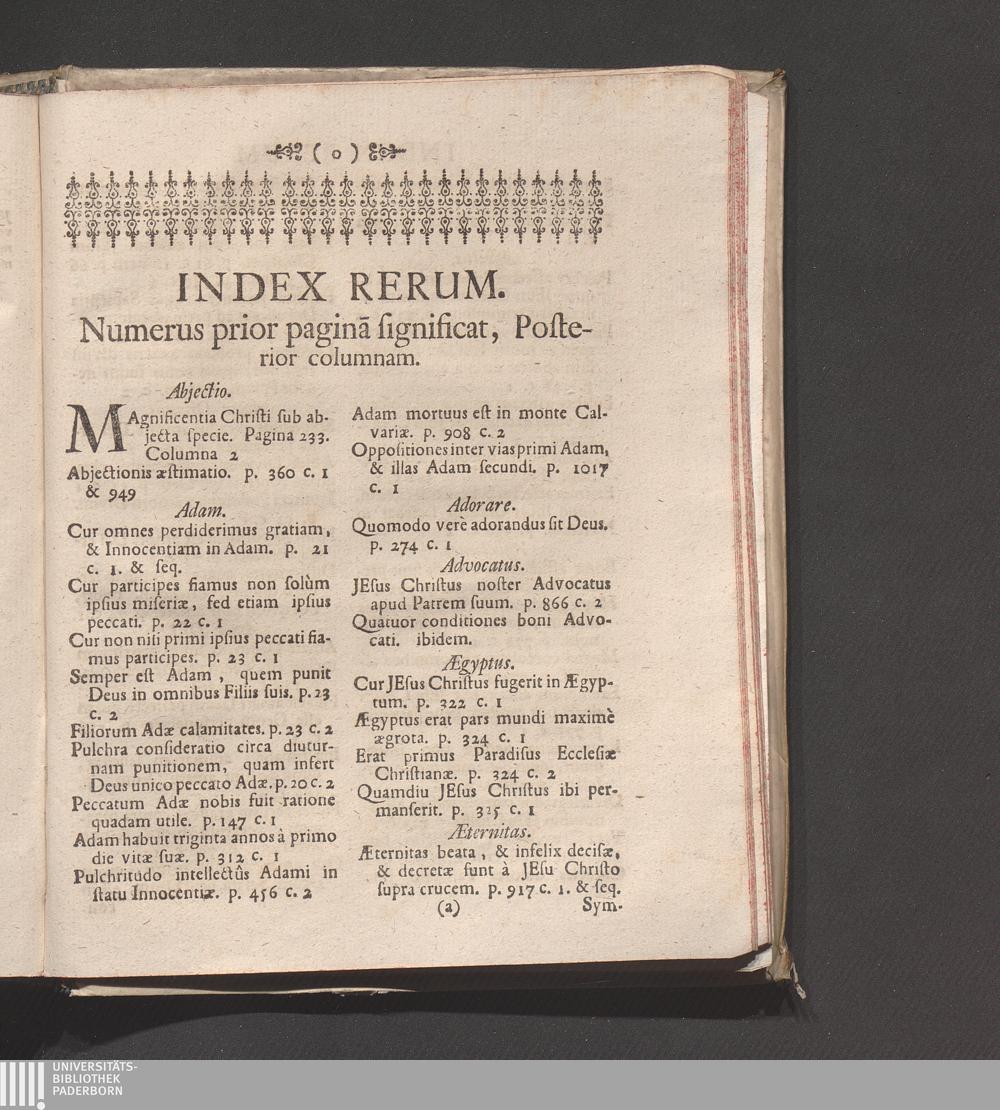 ( o )
INDEX RERUM.
Numerus prior paginā ſignificat, Poſte-
rior columnam.
Abjectio.
MAgnificentia Chriſti ſub ab-
jecta ſpecie. Pagina 233.
Columna 2
Abjectionis æſtimatio. p. 360 c. 1
& 949
Adam.
Cur omnes perdiderimus gratiam,
& Innocentiam in Adam. p. 21
c. 1. & ſeq.
Cur participes fiamus non ſolùm
ipſius miſeriæ, ſed etiam ipſius
peccati. p. 22 c. 1
Cur non niſi primi ipſius peccati fia-
mus participes. p. 23 c. 1
Semper eſt Adam, quem punit
Deus in omnibus Filiis ſuis. p. 23
c. 2
Filiorum Adæ calamitates. p. 23 c. 2
Pulchra conſideratio circa diutur-
nam punitionem, quam infert
Deus unico peccato Adæ. p. 20 c. 2
Peccatum Adæ nobis fuit ratione
quadam utile. p. 147 c. 1
Adam habuit triginta annos à primo
die vitæ ſuæ. p. 312 c. 1
Pulchritudo intellectûs Adami in
ſtatu Innocentiæ. p. 456 c. 2
Adam mortuus eſt in monte Cal-
variæ. p. 908 c. 2
Oppoſitiones inter vias primi Adam,
& illas Adam ſecundi. p. 1017
c. 1
Adorare.
Quomodo verè adorandus ſit Deus.
p. 274 c. 1
Advocatus.
JEſus Chriſtus noſter Advocatus
apud Patrem ſuum. p. 866 c. 2
Quatuor conditiones boni Advo-
cati. ibidem.
Ægyptus.
Cur JEſus Chriſtus fugerit in Ægyp-
tum. p. 322 c. 1
Ægyptus erat pars mundi maximè
ægrota. p. 324 c. 1
Erat primus Paradiſus Eccleſiæ
Chriſtianæ. p. 324 c. 2
Quamdiu JEſus Chriſtus ibi per-
manſerit. p. 325 c. 1
Æternitas.
Æternitas beata, & infelix deciſæ,
& decretæ ſunt à JEſu Chriſto
ſupra crucem. p. 917 c. 1. & ſeq.
(a) Sym-
UNIVERSITÄTS-
BIBLIOTHEK
PADERBORN